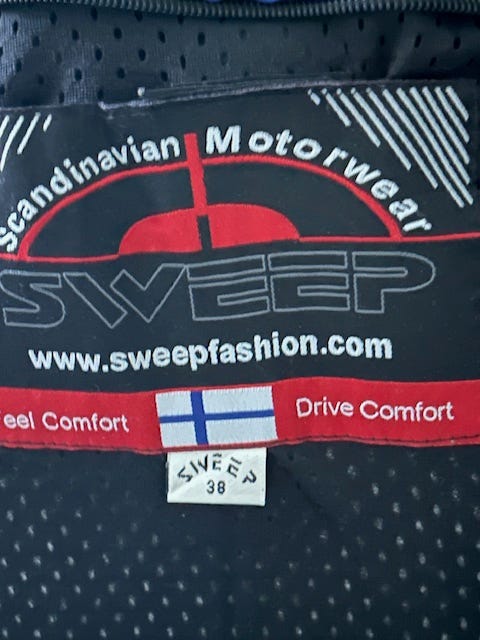 Scandinavian Motorwear
SWEEP
www.sweepfashion.com
eel Comfort Drive Comfort
SWEEP
38